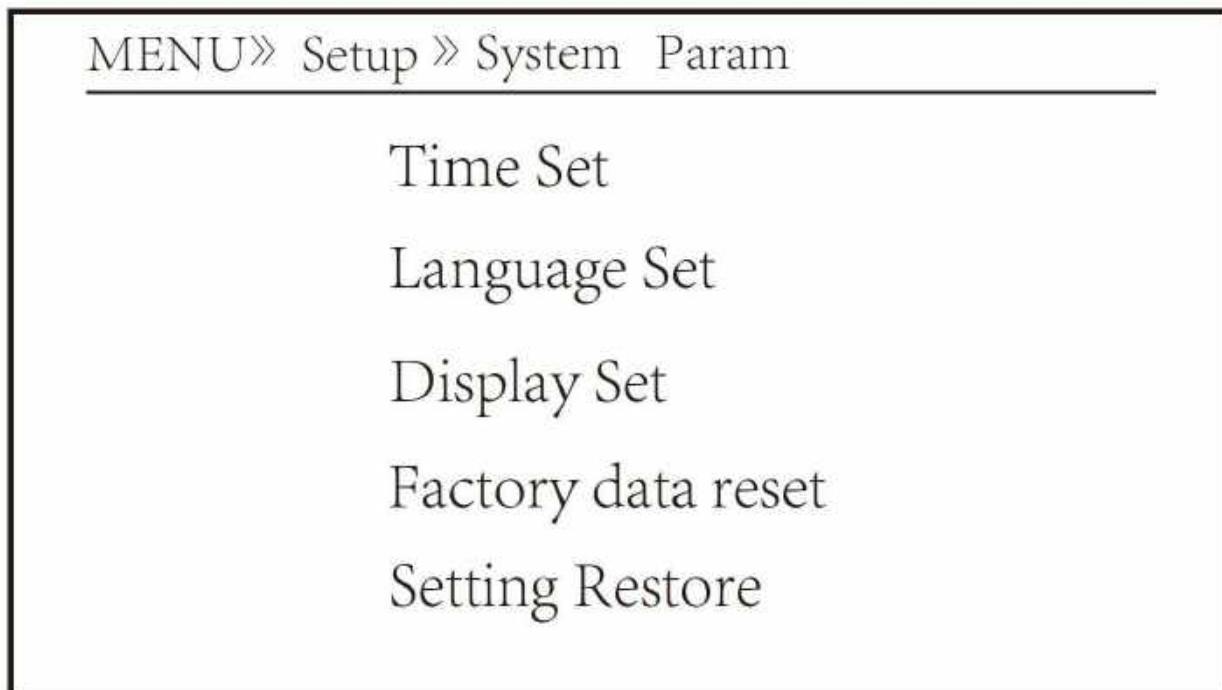 MENU» Setup » System Param
Time Set
Language Set
Display Set
Factory data reset
Setting Restore